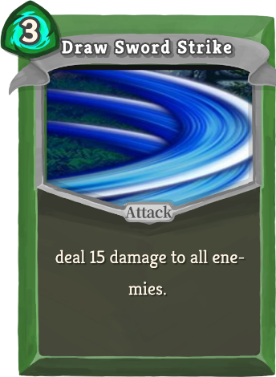 3
Draw Sword Strike
Attack
deal 15 damage to all ene-
mies.